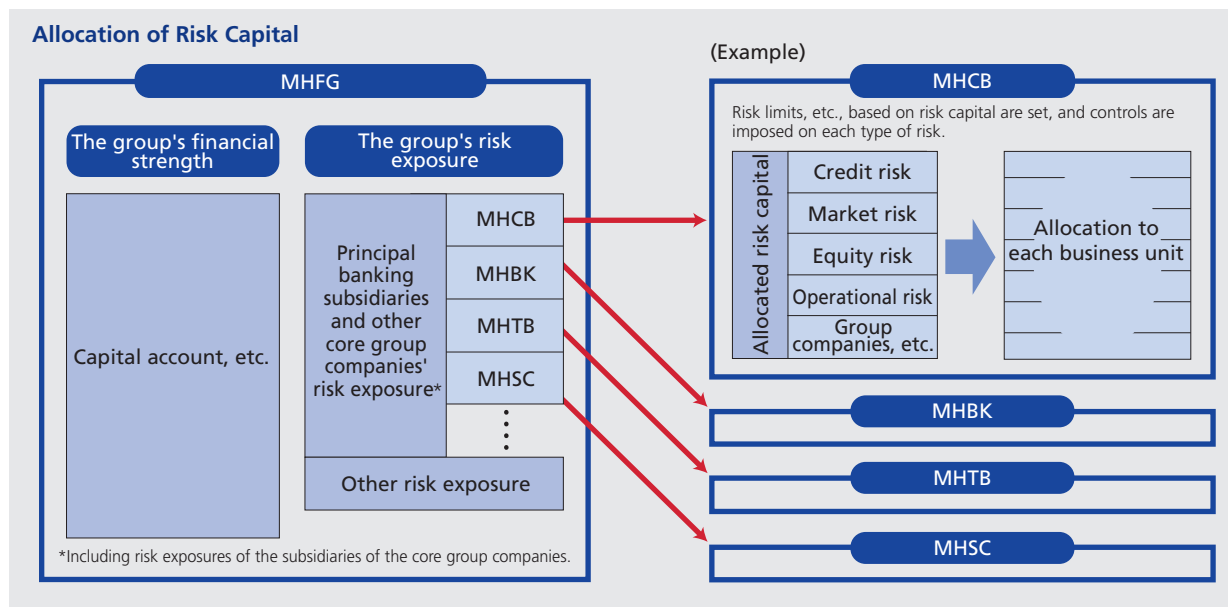 Allocation of Risk Capital
MHFG
The group's financial
strength
Capital account, etc.
The group's risk
exposure
Principal
banking
subsidiaries
and other
core group
companies'
risk exposure*
MHCB
MHBK
MHTB
MHSC
Other risk exposure
*Including risk exposures of the subsidiaries of the core group companies.
(Example)
MHCB
Risk limits, etc., based on risk capital are set, and controls are
imposed on each type of risk.
Allocated risk capital
Credit risk
Market risk
Equity risk
Operational risk
Group
companies, etc.
Allocation to
each business unit
MHBK
MHTB
MHSC